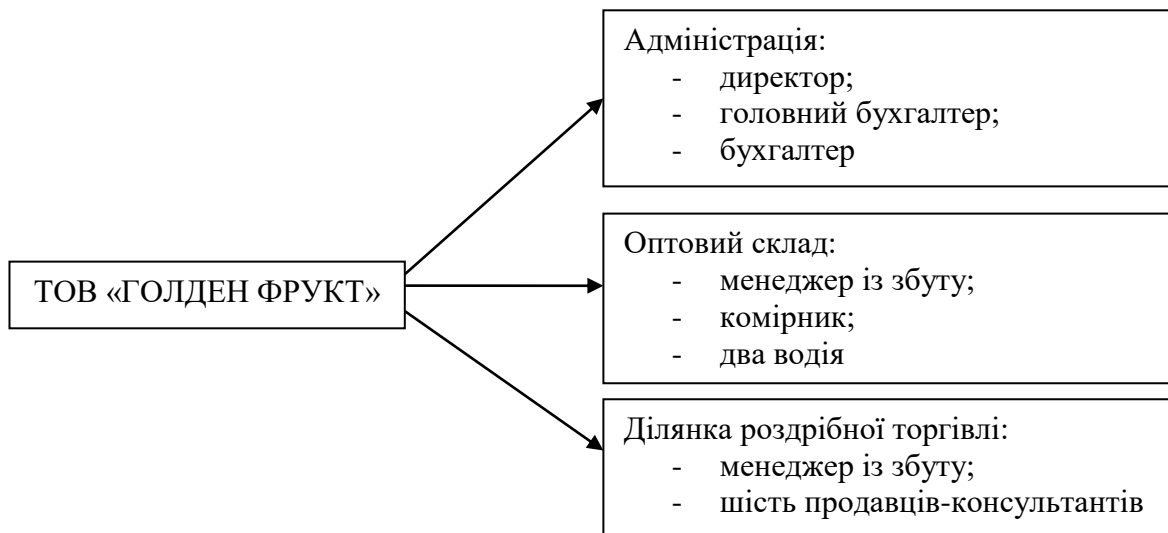 Адміністрація:
- директор;
- головний бухгалтер;
- бухгалтер
ТОВ «ГОЛДЕН ФРУКТ»
Оптовий склад:
- менеджер із збуту;
- комірник;
- два водія
Ділянка роздрібної торгівлі:
- менеджер із збуту;
- шість продавців-консультантів